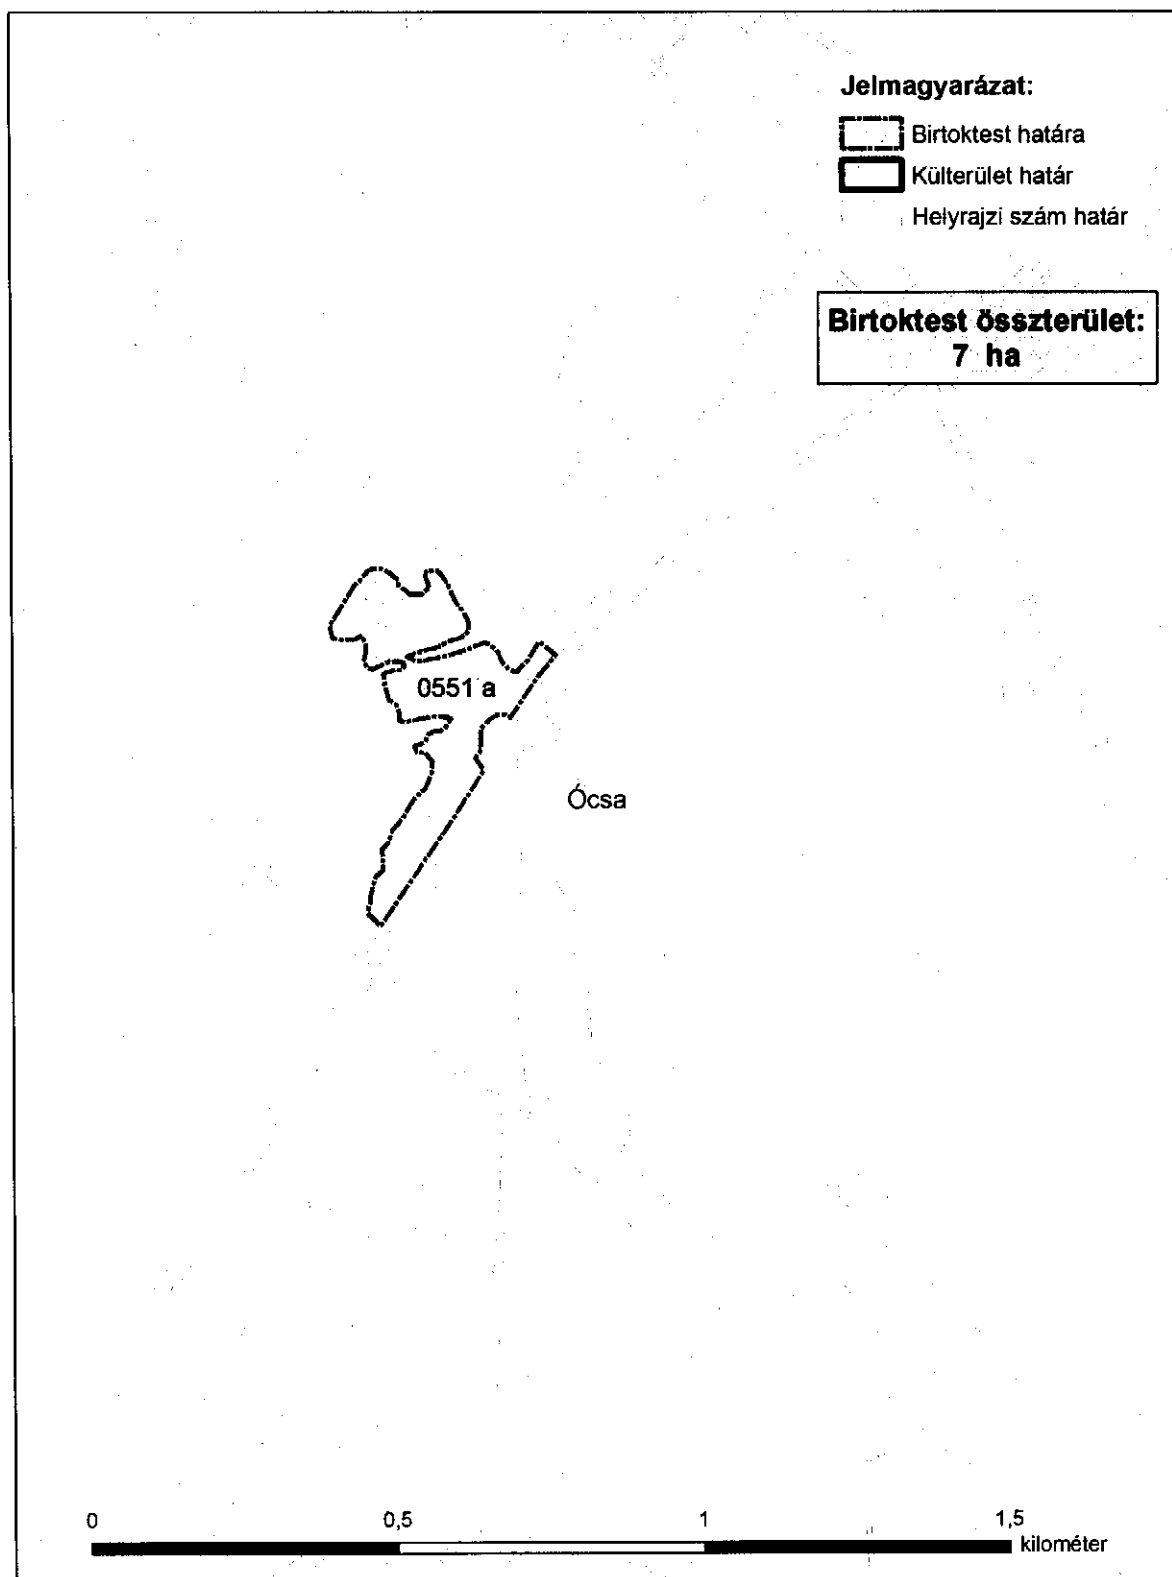 Jelmagyarázat:
Birtoktest határa
Külterület határ
Helyrajzi szám határ
Birtoktest összterület:
7 ha
0551 a
Ócsa
0 0,5 1 1,5
kilométer